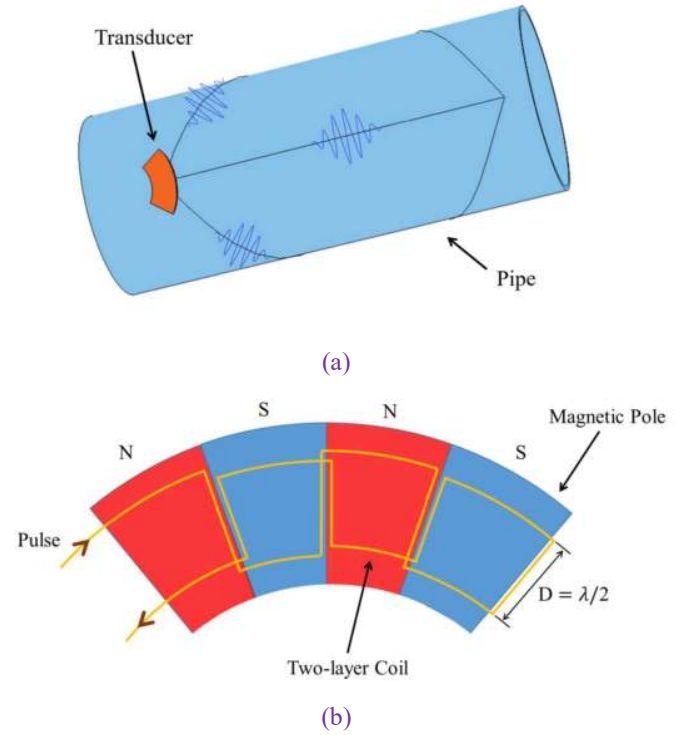 Transducer
Pipe
(a)
N
S
N
S
Magnetic Pole
Pulse
D = λ/2
Two-layer Coil
(b)